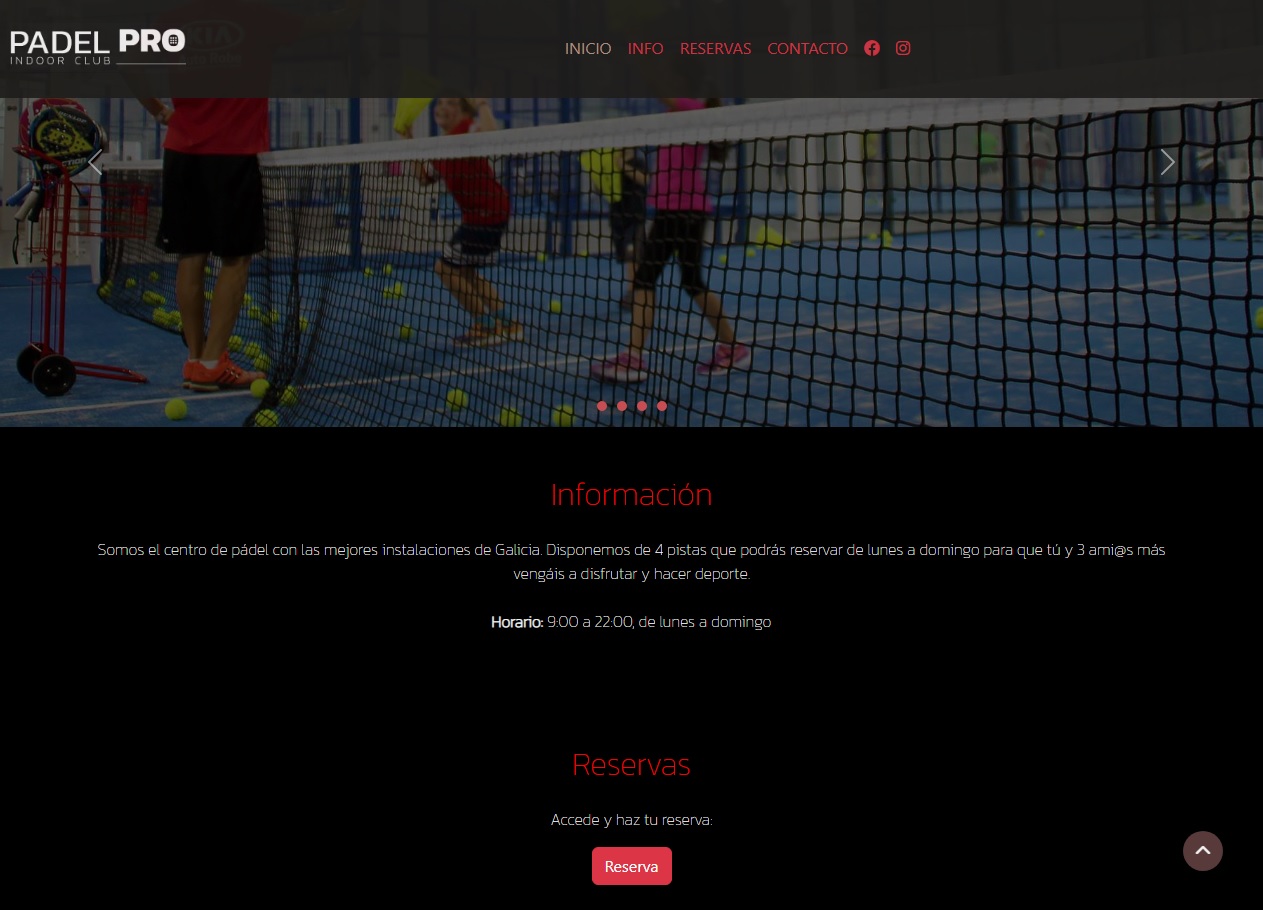 PADEL PRO
INDOOR CLUB
KIA
INICIO INFO RESERVAS CONTACTO
Información
Somos el centro de pádel con las mejores instalaciones de Galicia. Disponemos de 4 pistas que podrás reservar de lunes a domingo para que tú y 3 ami@s más
vengáis a disfrutar y hacer deporte.
Horario: 9:00 a 22:00, de lunes a domingo
Reservas
Accede y haz tu reserva:
Reserva